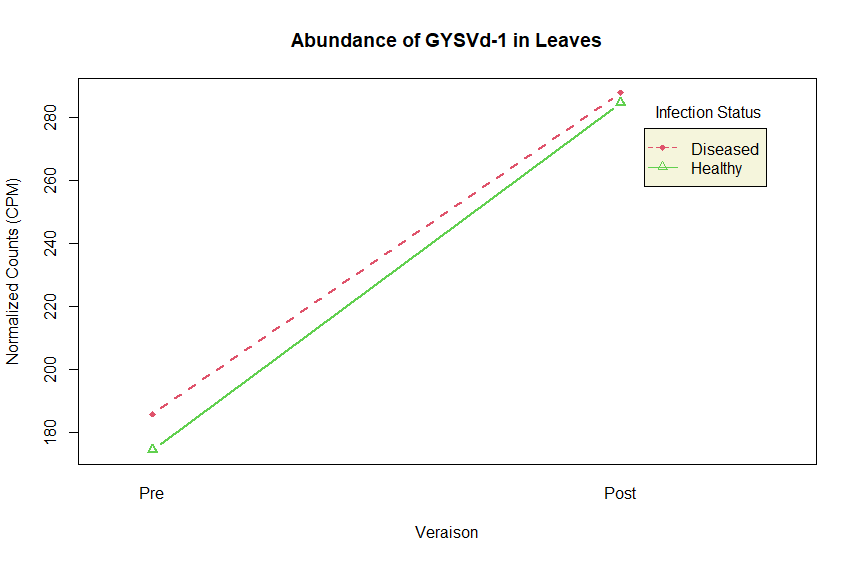 Abundance of GYSVd-1 in Leaves
Normalized Counts (CPM)
280
260
240
220
200
180
Infection Status
Diseased
Healthy
Pre
Post
Veraison